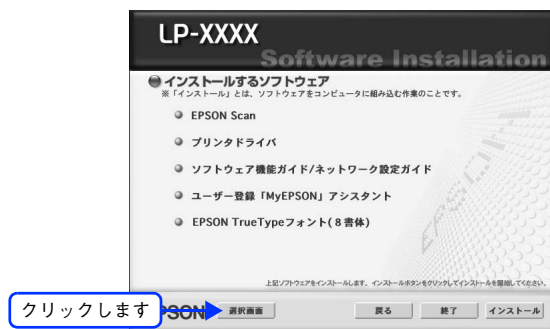 LP-XXXX
Software Installation
インストールするソフトウェア
※「インストール」とは、ソフトウェアをコンピュータに組み込む作業のことです。
EPSON Scan
プリンタドライバ
ソフトウェア機能ガイド/ネットワーク設定ガイド
ユーザー登録「MyEPSON」アシスタント
EPSON TrueTypeフォント(8書体)
EPSON
上記ソフトウェアをインストールします。インストールボタンをクリックしてインストールを開始してください。
クリックします PSON 選択画面 戻る 終了 インストール